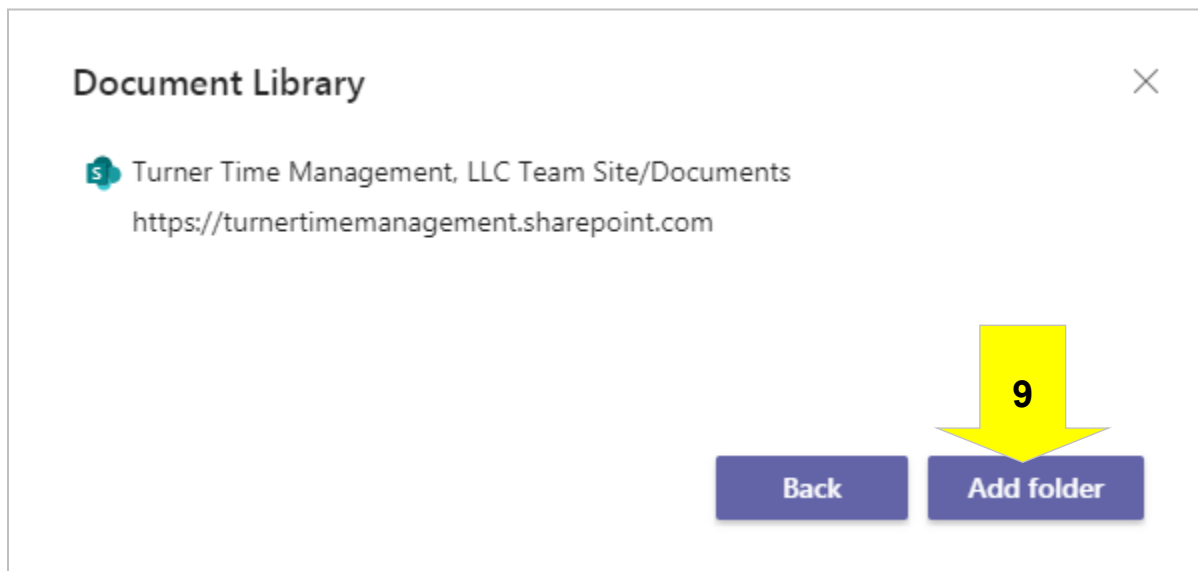 Document Library
S Turner Time Management, LLC Team Site/Documents
https://turnertimemanagement.sharepoint.com
9
Back Add folder